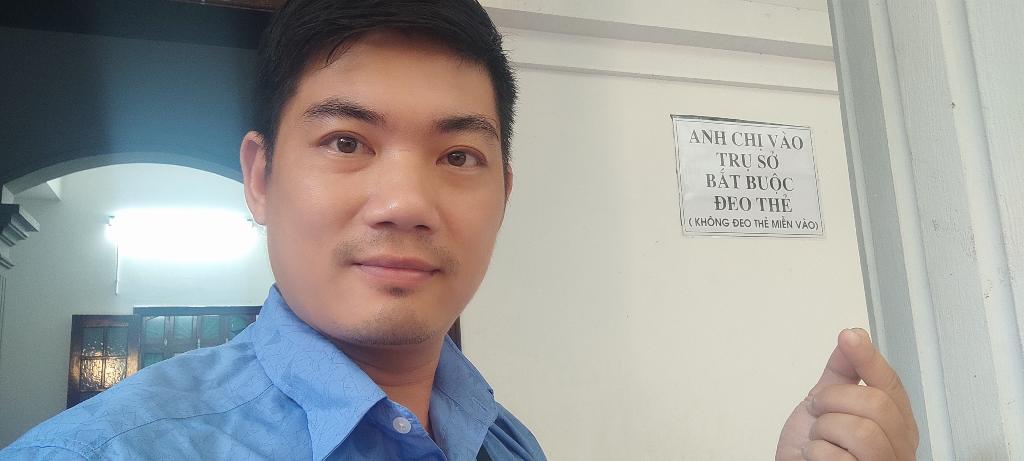 ANH CHỊ VÀO
TRỤ SỞ
BẮT BUỘC
ĐEO THẺ
( KHÔNG ĐEO THẺ MIỄN VÀO)